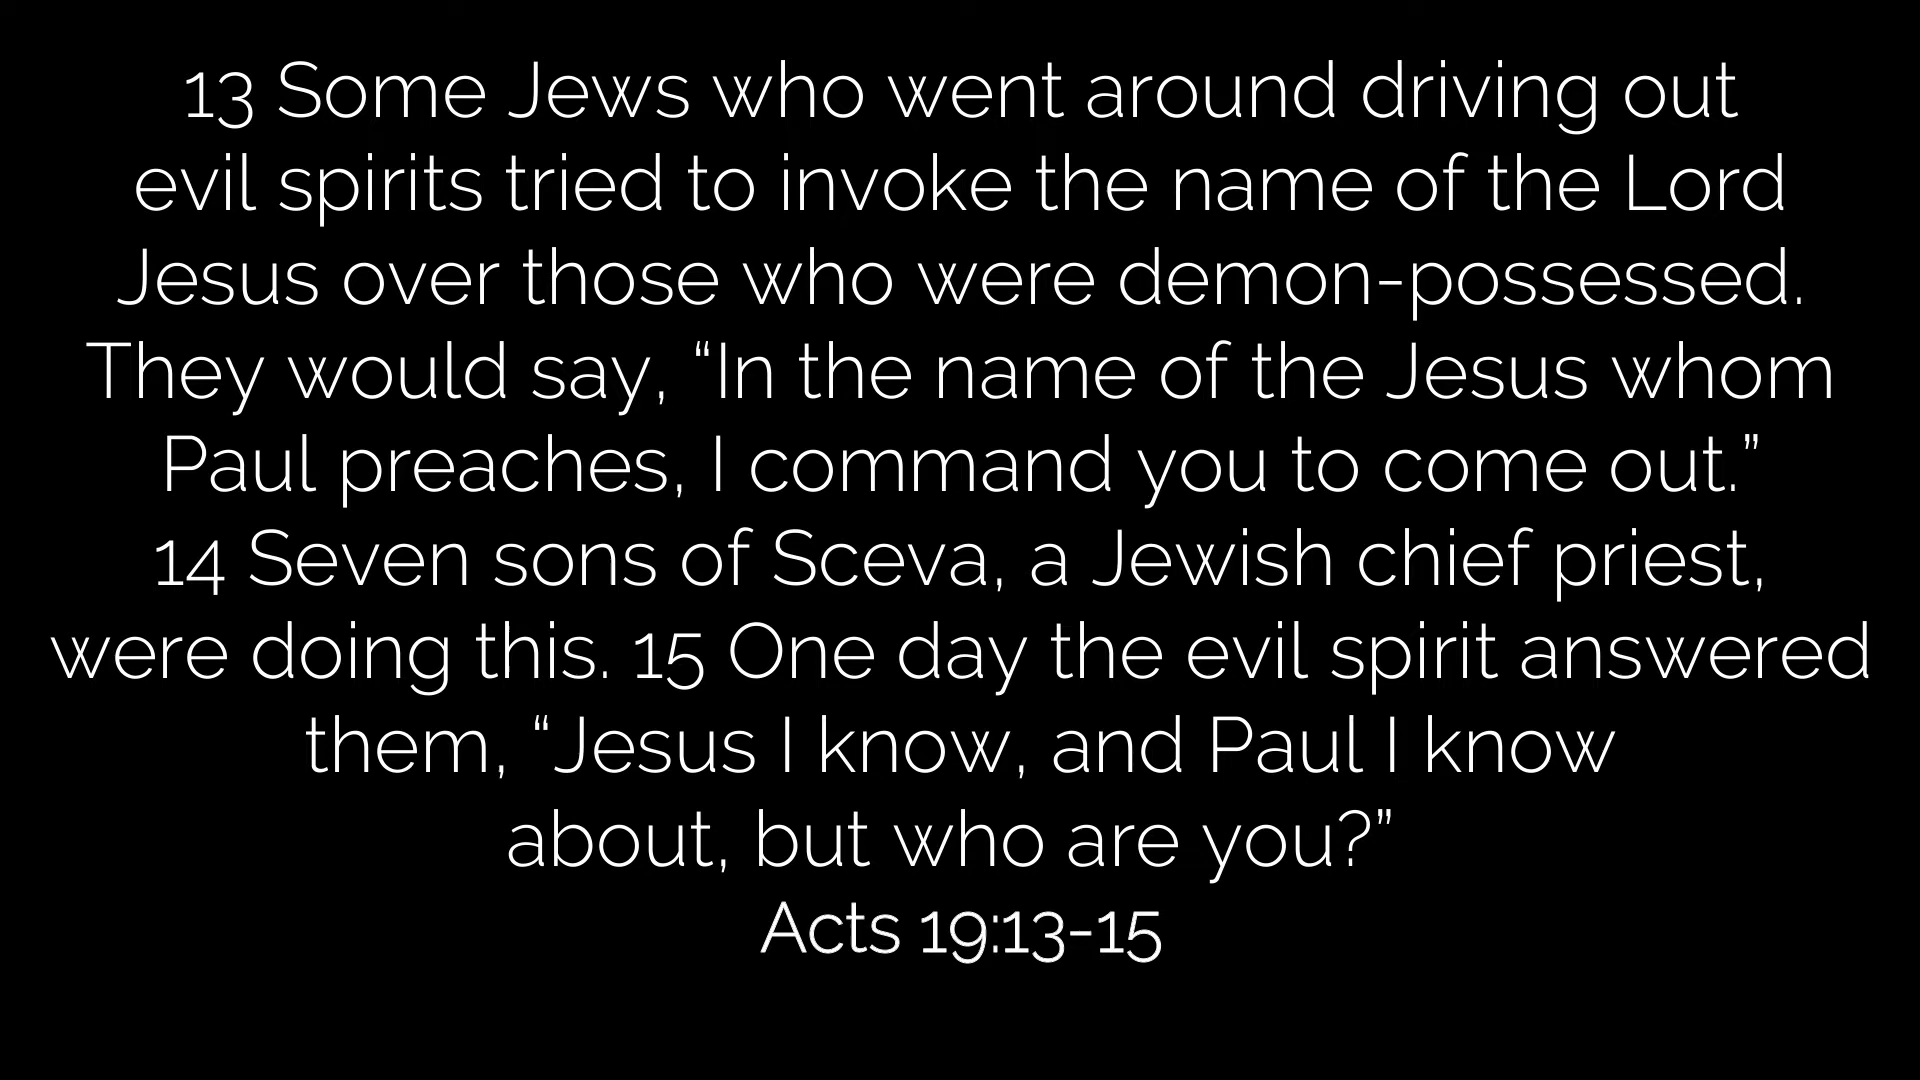 13 Some Jews who went around driving out
evil spirits tried to invoke the name of the Lord
Jesus over those who were demon-possessed.
They would say, “In the name of the Jesus whom
Paul preaches, I command you to come out.”
14 Seven sons of Sceva, a Jewish chief priest,
were doing this. 15 One day the evil spirit answered
them, “Jesus I know, and Paul I know
about, but who are you?”
Acts 19:13-15